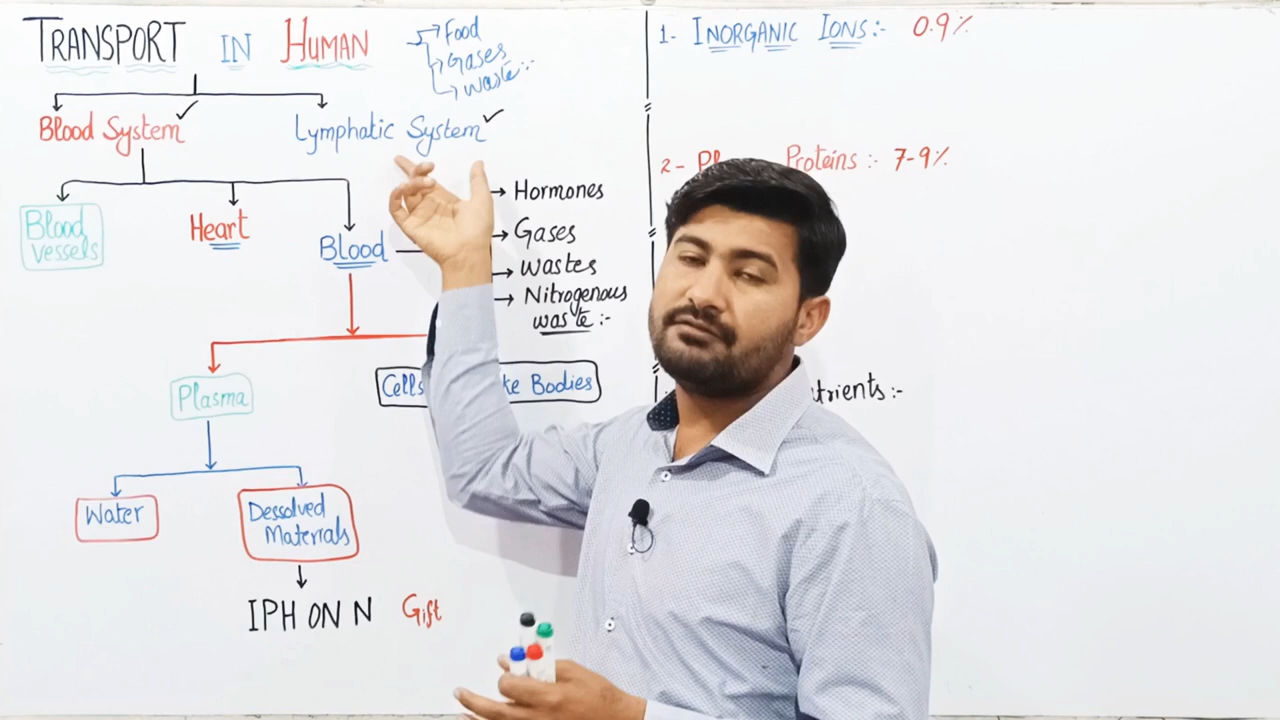 TRANSPORT IN HUMAN
Food
Gases
Waste:-
Blood System
Lymphatic System
Blood
vessels
Heart
Blood
Hormones
Gases
Wastes
Nitrogenous
waste:-
Plasma
Cells
ke Bodies
Water
Dessolved
Materials
IPH ON N Gift
1- INORGANIC IONS:- 0.9%
2- Pl Proteins:- 7-9%
trients:-